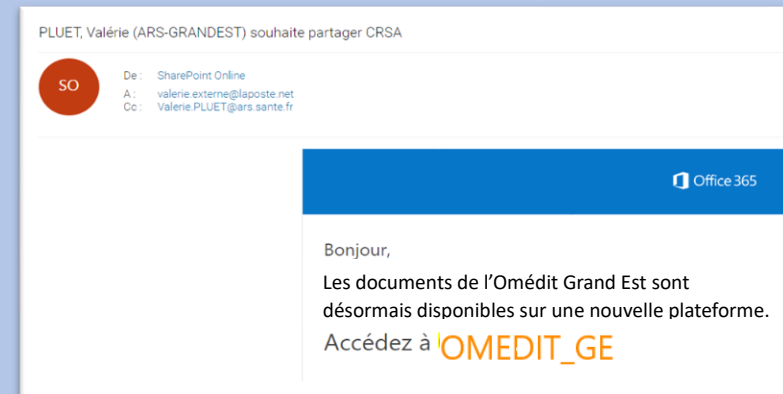 PLUET, Valérie (ARS-GRANDEST) souhaite partager CRSA
SO
De : SharePoint Online
A : valerie.externe@laposte.net
Cc : Valerie.PLUET@ars.sante.fr
Office 365
Bonjour,
Les documents de l'Omédit Grand Est sont
désormais disponibles sur une nouvelle plateforme.
Accédez à OMEDIT_GE